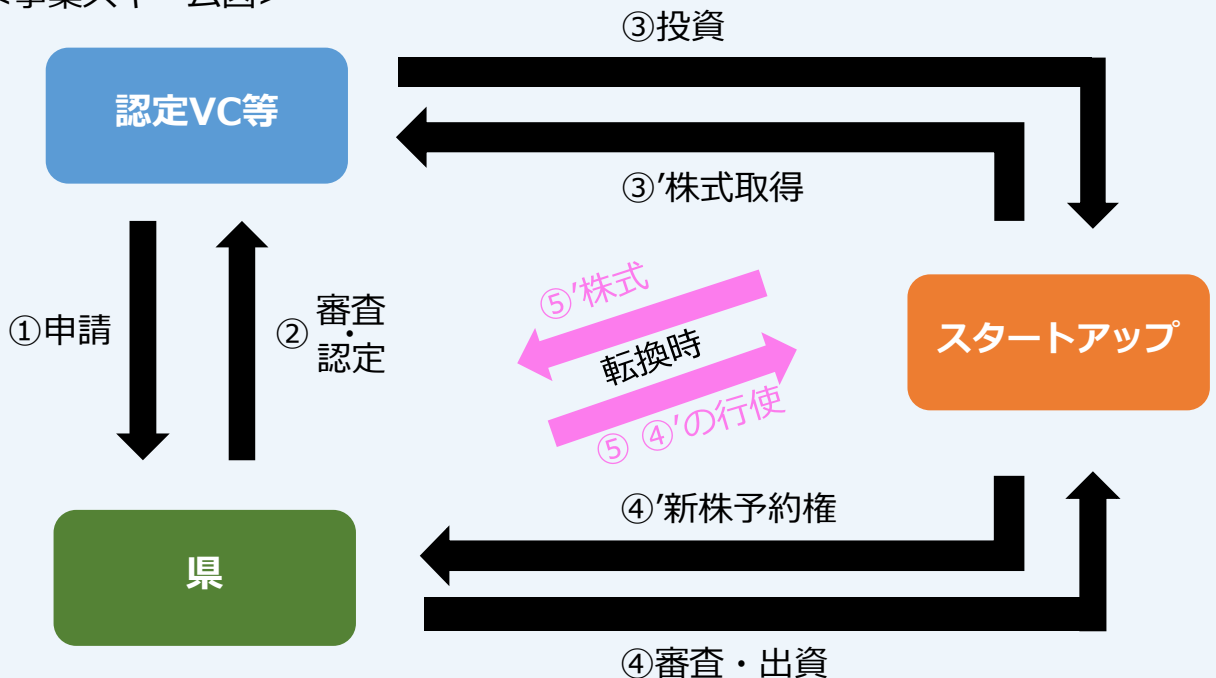 ③投資
認定VC等
③’株式取得
①申請
②
審査
・
認定
⑤’株式
転換時
⑤ ④’の行使
スタートアップ
④’新株予約権
県
④審査・出資